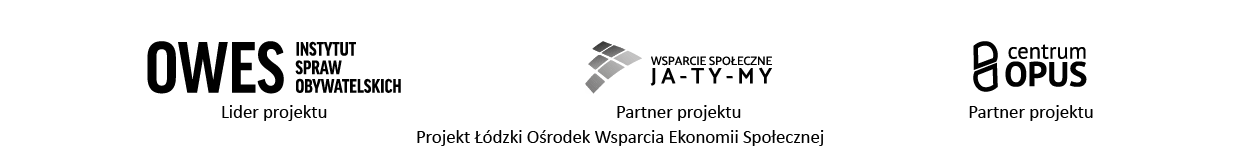 OWES INSTYTUT
SPRAW
OBYWATELSKICH
Lider projektu
WSPARCIE SPOŁECZNE
JA-TY-MY
Partner projektu
centrum
OPUS
Partner projektu
Projekt Łódzki Ośrodek Wsparcia Ekonomii Społecznej